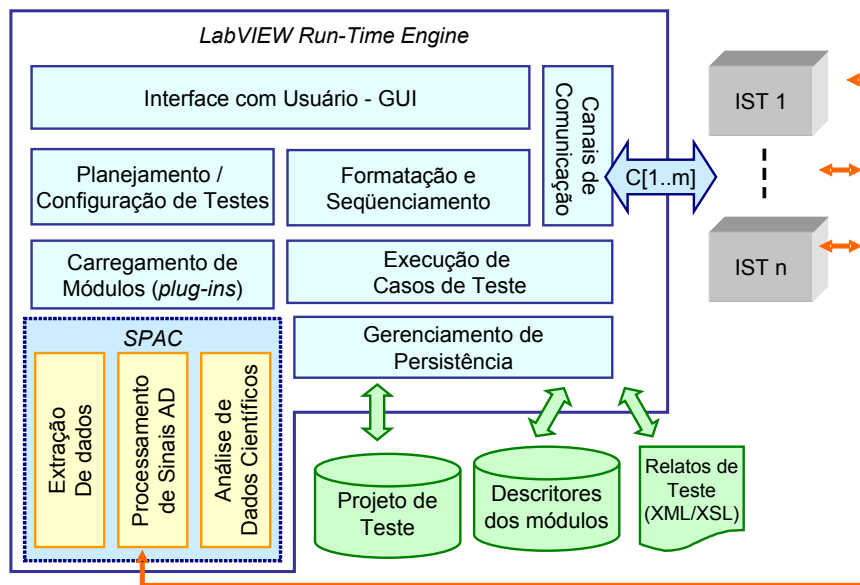 LabVIEW Run-Time Engine
Interface com Usuário - GUI
Canais de
Comunicação
Planejamento /
Configuração de Testes
Formatação e
Seqüenciamento
C[1..m]
IST 1
IST n
Carregamento de
Módulos (plug-ins)
Execução de
Casos de Teste
SPAC
Extração
De dados
Processamento
de Sinais AD
Análise de
Dados Científicos
Gerenciamento de
Persistência
Projeto de
Teste
Descritores
dos módulos
Relatos de
Teste
(XML/XSL)